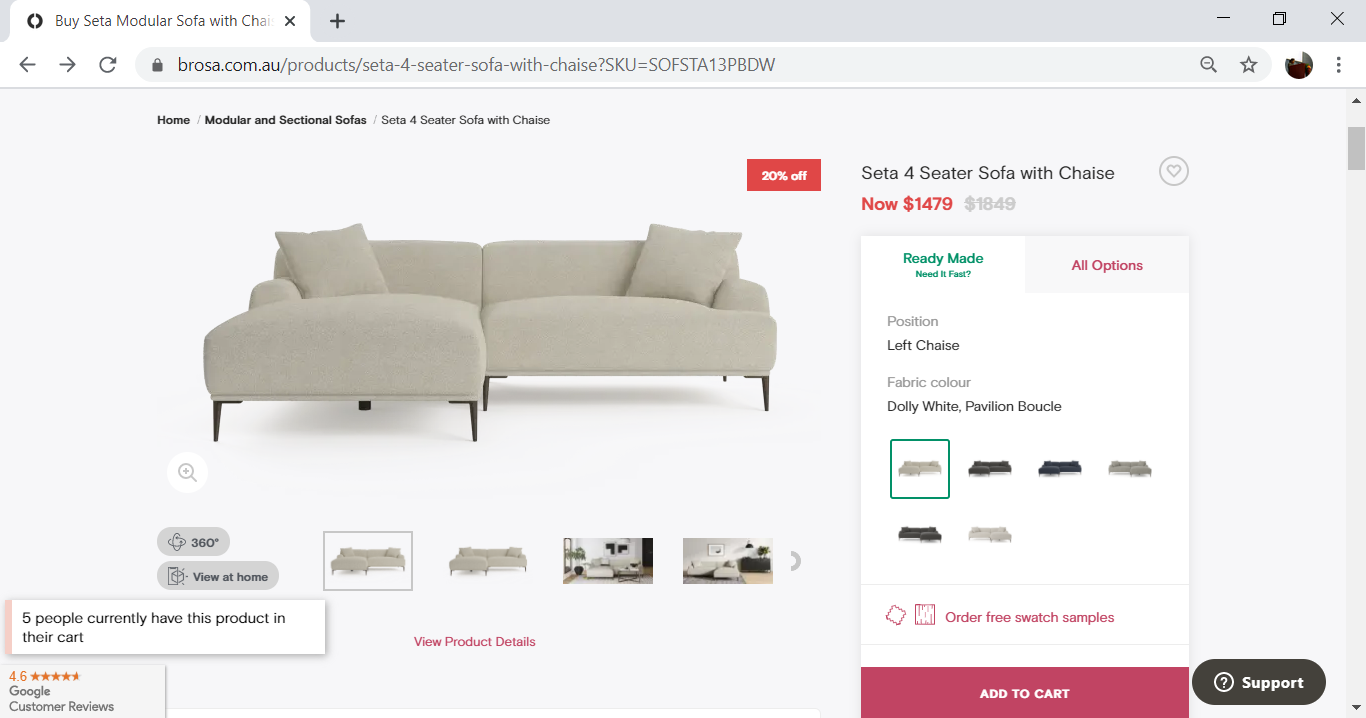 Buy Seta Modular Sofa with Chai
brosa.com.au/products/seta-4-seater-sofa-with-chaise?SKU=SOFSTA13PBDW
Home / Modular and Sectional Sofas / Seta 4 Seater Sofa with Chaise
20% off
Seta 4 Seater Sofa with Chaise
Now $1479 $1849
Ready Made
Need It Fast?
All Options
Position
Left Chaise
Fabric colour
Dolly White, Pavilion Boucle
360°
View at home
5 people currently have this product in
their cart
View Product Details
Order free swatch samples
4.6
Google
Customer Reviews
ADD TO CART
Support